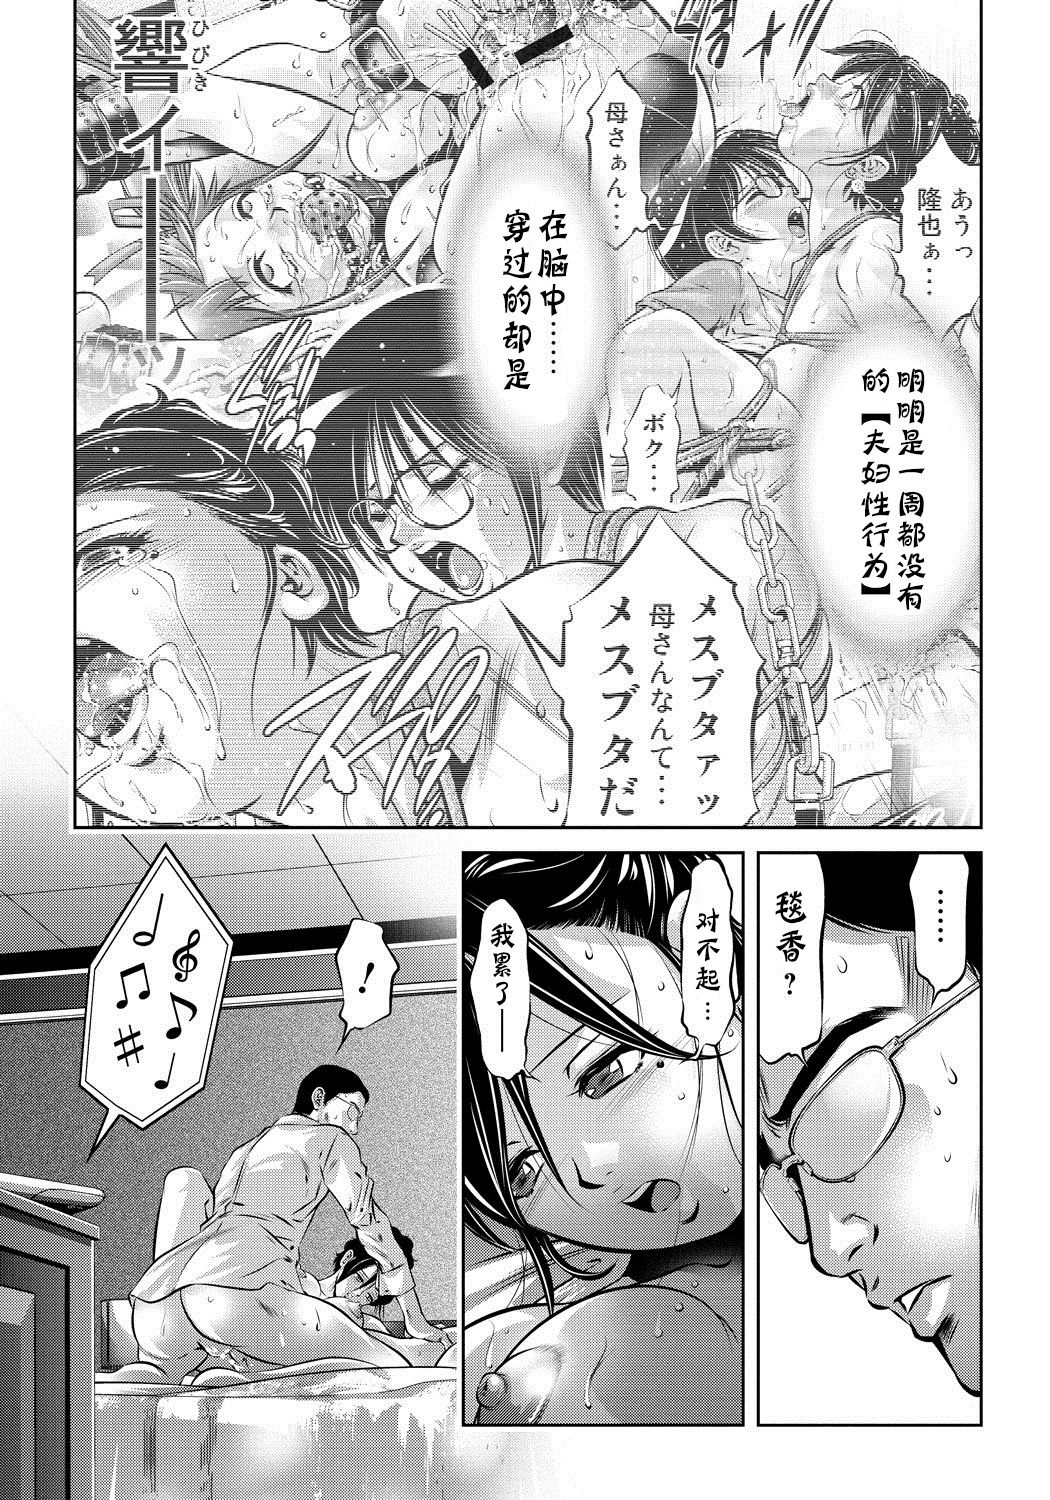 あうっ
隆也ぁ…
明明是一周都没有
的【夫妇性行为】
母さぁん…
在脑中……
穿过的却是
ひびき
響イーーッ
ボク…
メスブタァッ
母さんなんて…
メスブタだ
……
毯香?
对不起…
我累了—
!